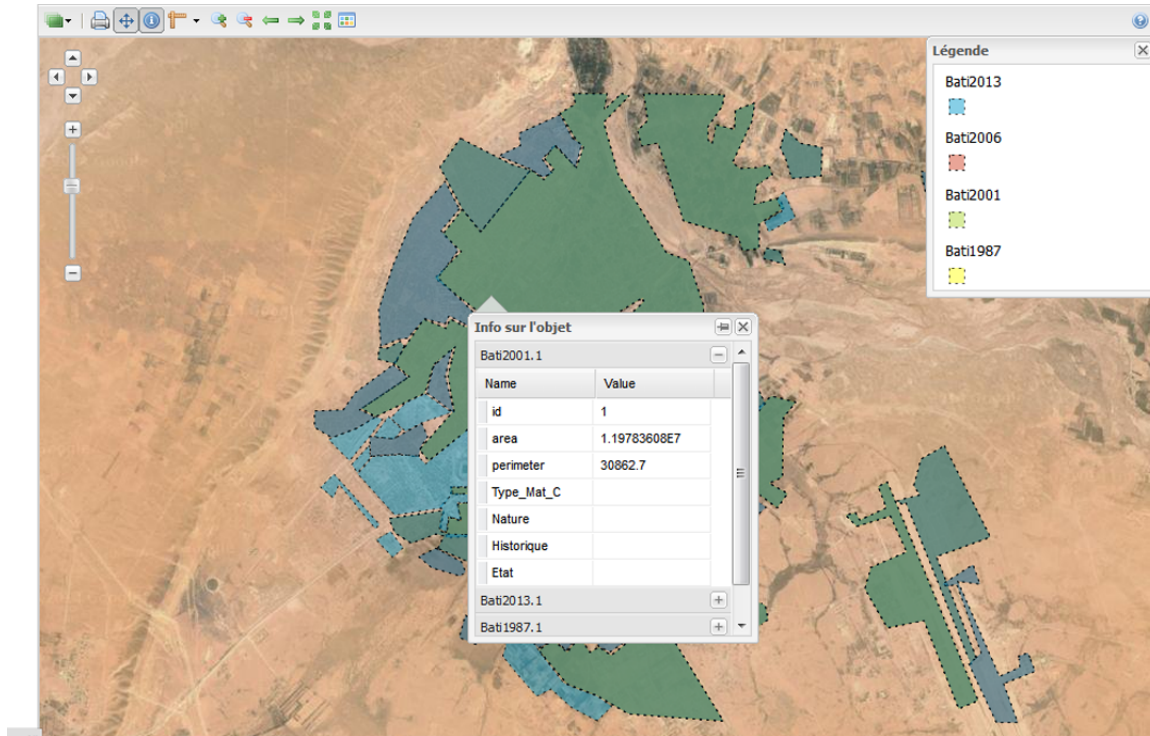 Légende
Bati2013
Bati2006
Bati2001
Bati1987
Info sur l'objet
Bati2001.1
Name Value
id 1
area 1.19783608E7
perimeter 30862.7
Type_Mat_C
Nature
Historique
Etat
Bati2013.1
Bati1987.1